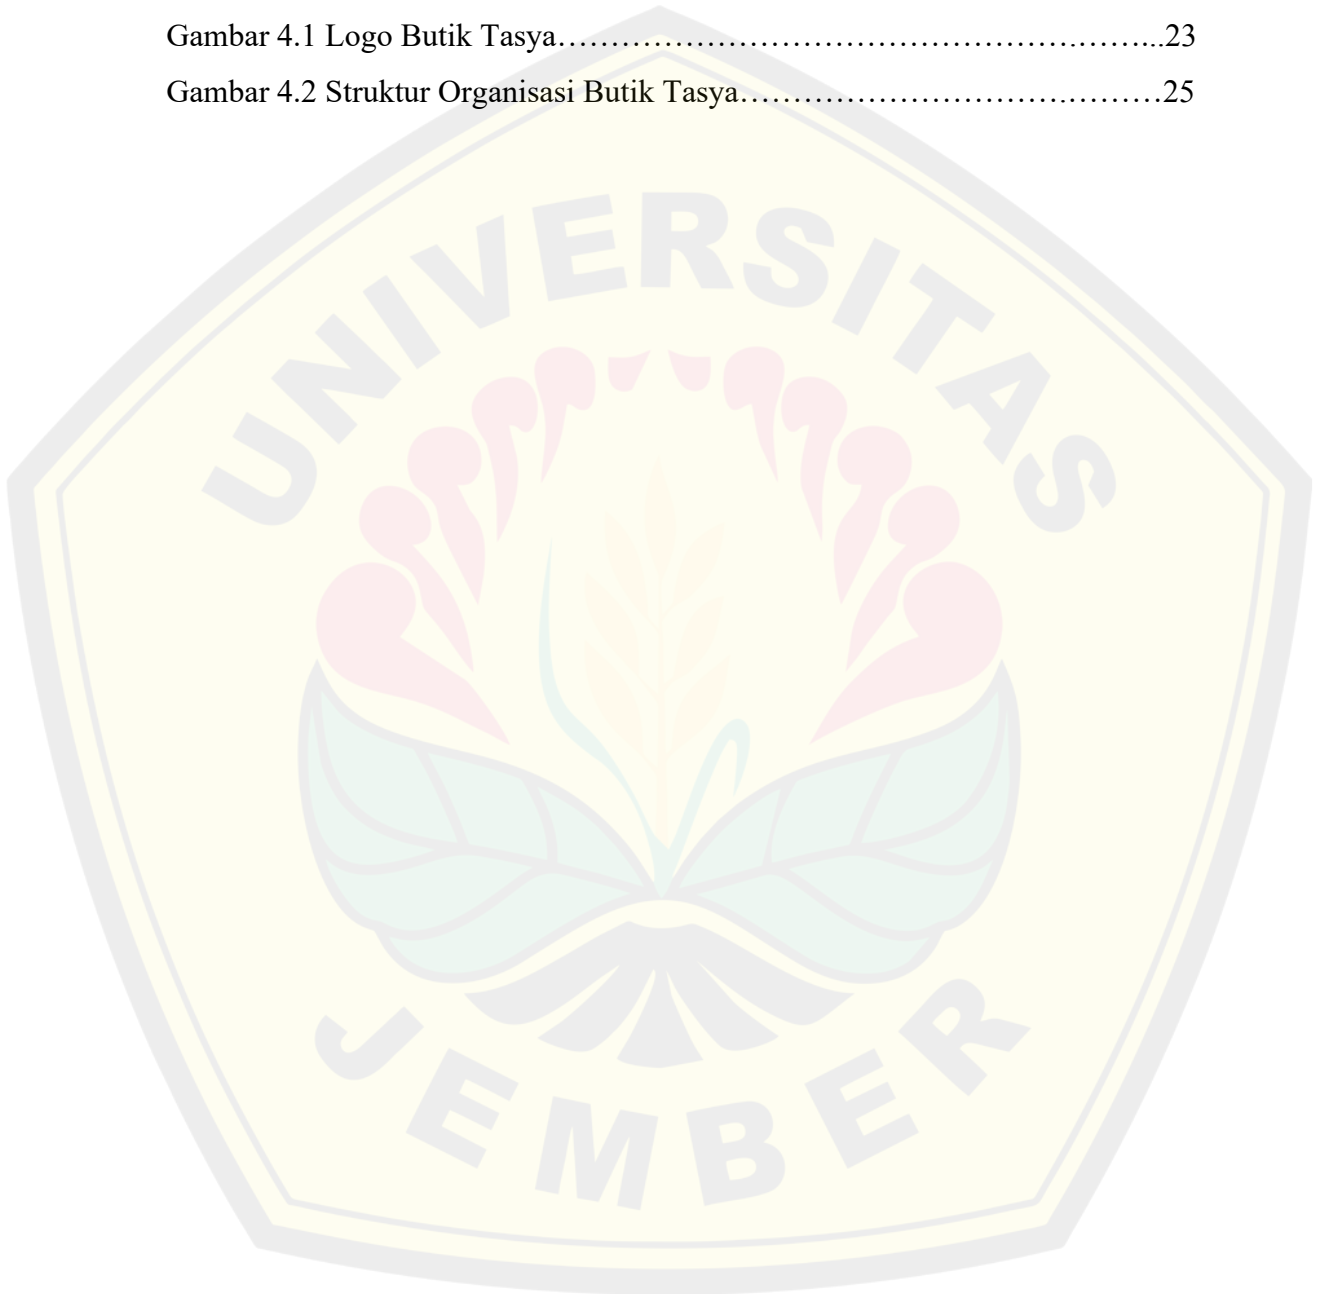 Gambar 4.1 Logo Butik Tasya……………………………………………….……...23
Gambar 4.2 Struktur Organisasi Butik Tasya………………………….………25
UNIVERSITAS
JEMBER